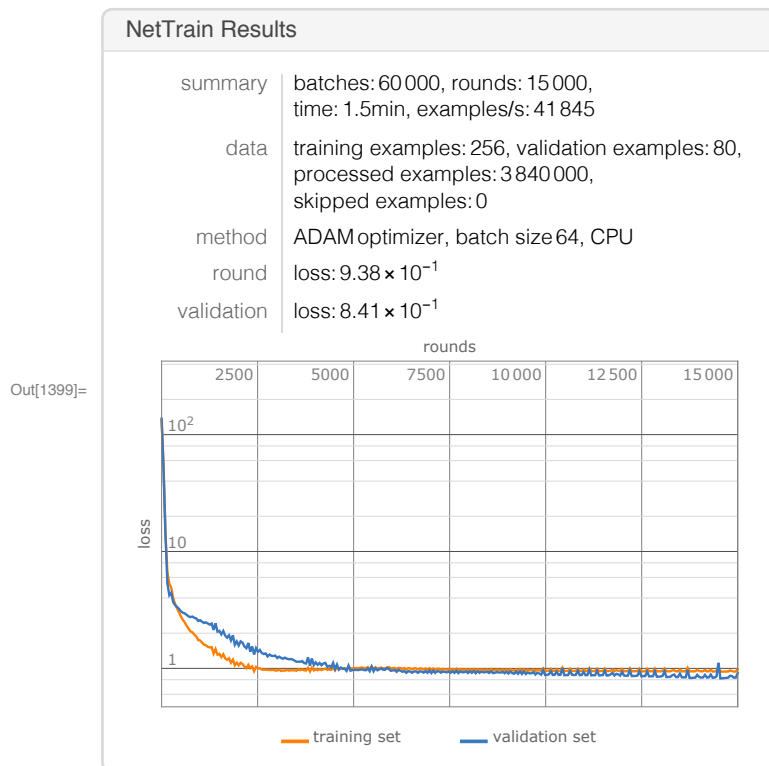 NetTrain Results
summary batches: 60000, rounds: 15000,
time: 1.5min, examples/s: 41845
data training examples: 256, validation examples: 80,
processed examples: 3840000,
skipped examples: 0
method ADAM optimizer, batch size 64, CPU
round loss: 9.38 × 10⁻¹
validation loss: 8.41 × 10⁻¹
rounds
Out[1399]=
2500 5000 7500 10000 12500 15000
10²
10
loss
1
training set validation set